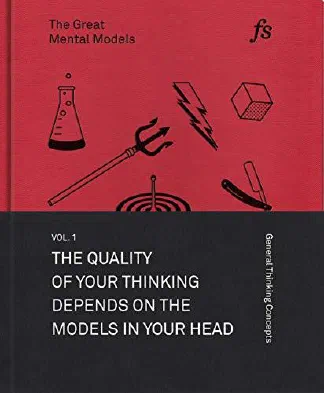 The Great
Mental Models
fs
VOL. 1
THE QUALITY
OF YOUR THINKING
DEPENDS ON THE
MODELS IN YOUR HEAD
General Thinking Concepts